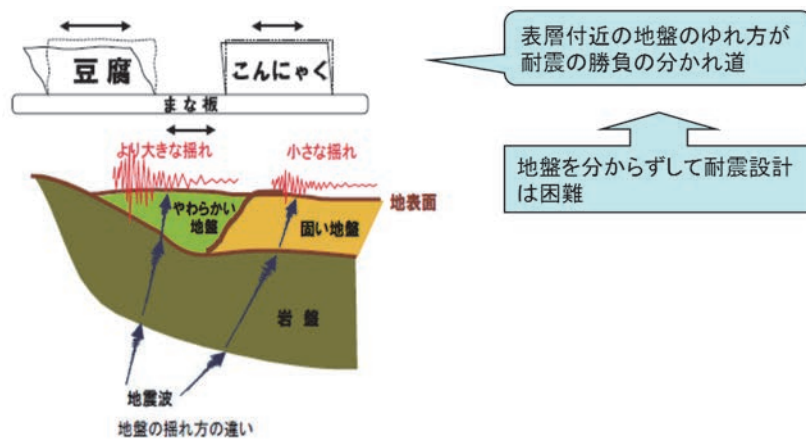 豆腐
こんにゃく
まな板
より大きな揺れ
小さな揺れ
やわらかい
地盤
固い地盤
地表面
岩盤
地震波
地盤の揺れ方の違い
表層付近の地盤のゆれ方が
耐震の勝負の分かれ道
地盤を分からずして耐震設計
は困難